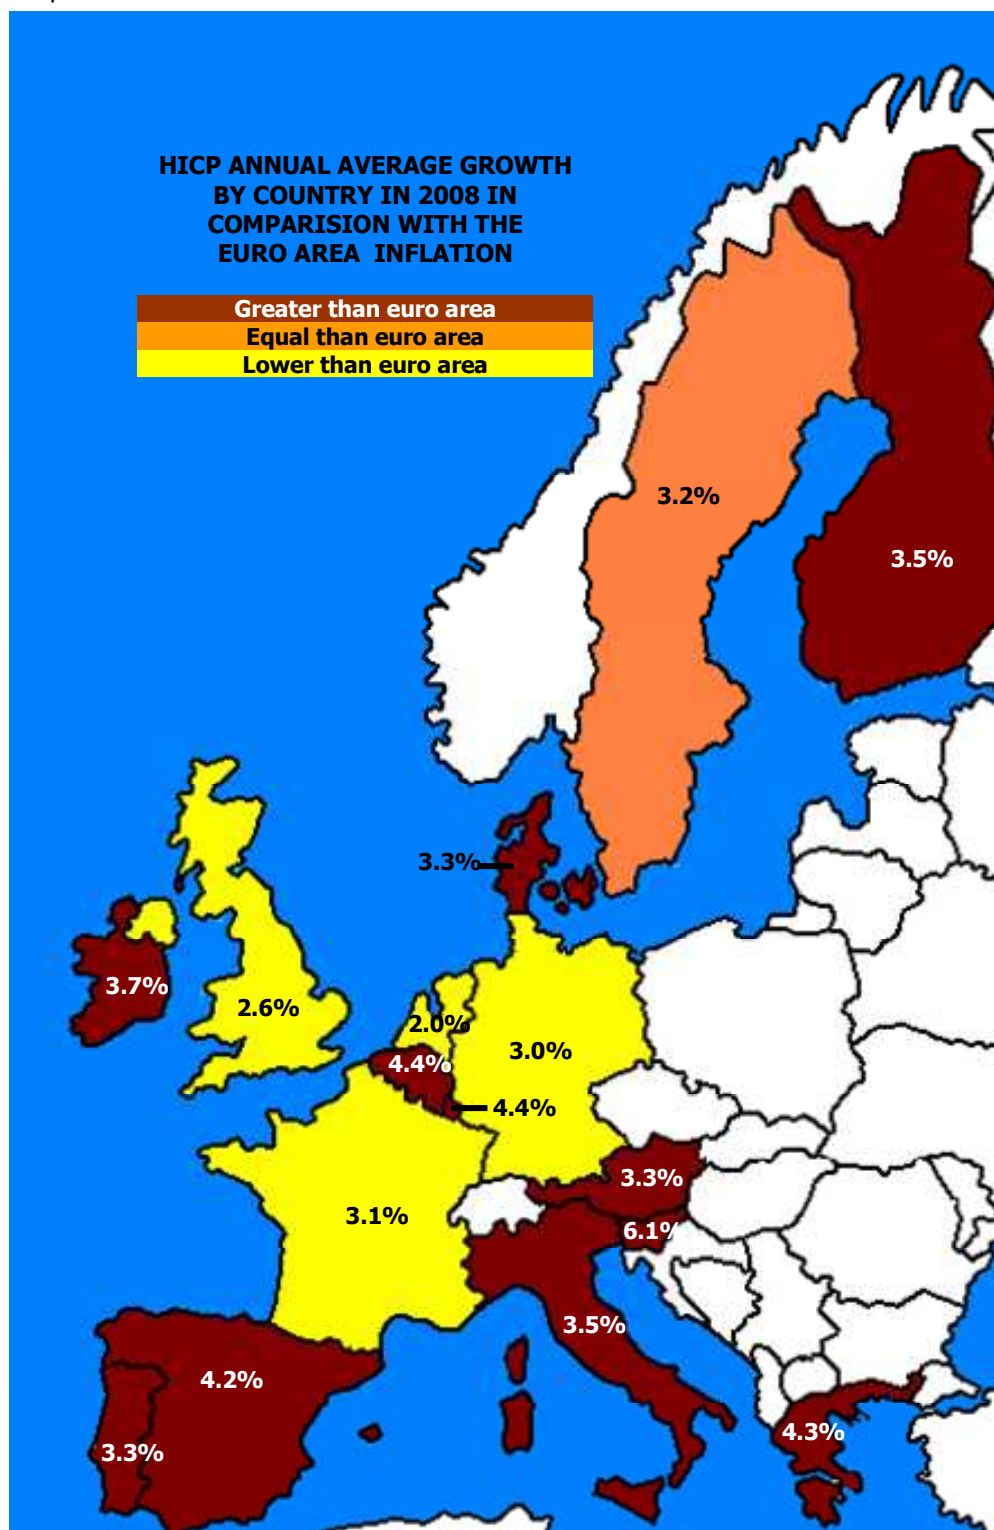 HICP ANNUAL AVERAGE GROWTH
BY COUNTRY IN 2008 IN
COMPARISION WITH THE
EURO AREA INFLATION
Greater than euro area
Equal than euro area
Lower than euro area
3.2%
3.5%
3.3%
3.7%
2.6%
2.0%
3.0%
4.4%
4.4%
3.3%
3.1%
6.1%
3.5%
4.2%
4.3%
3.3%